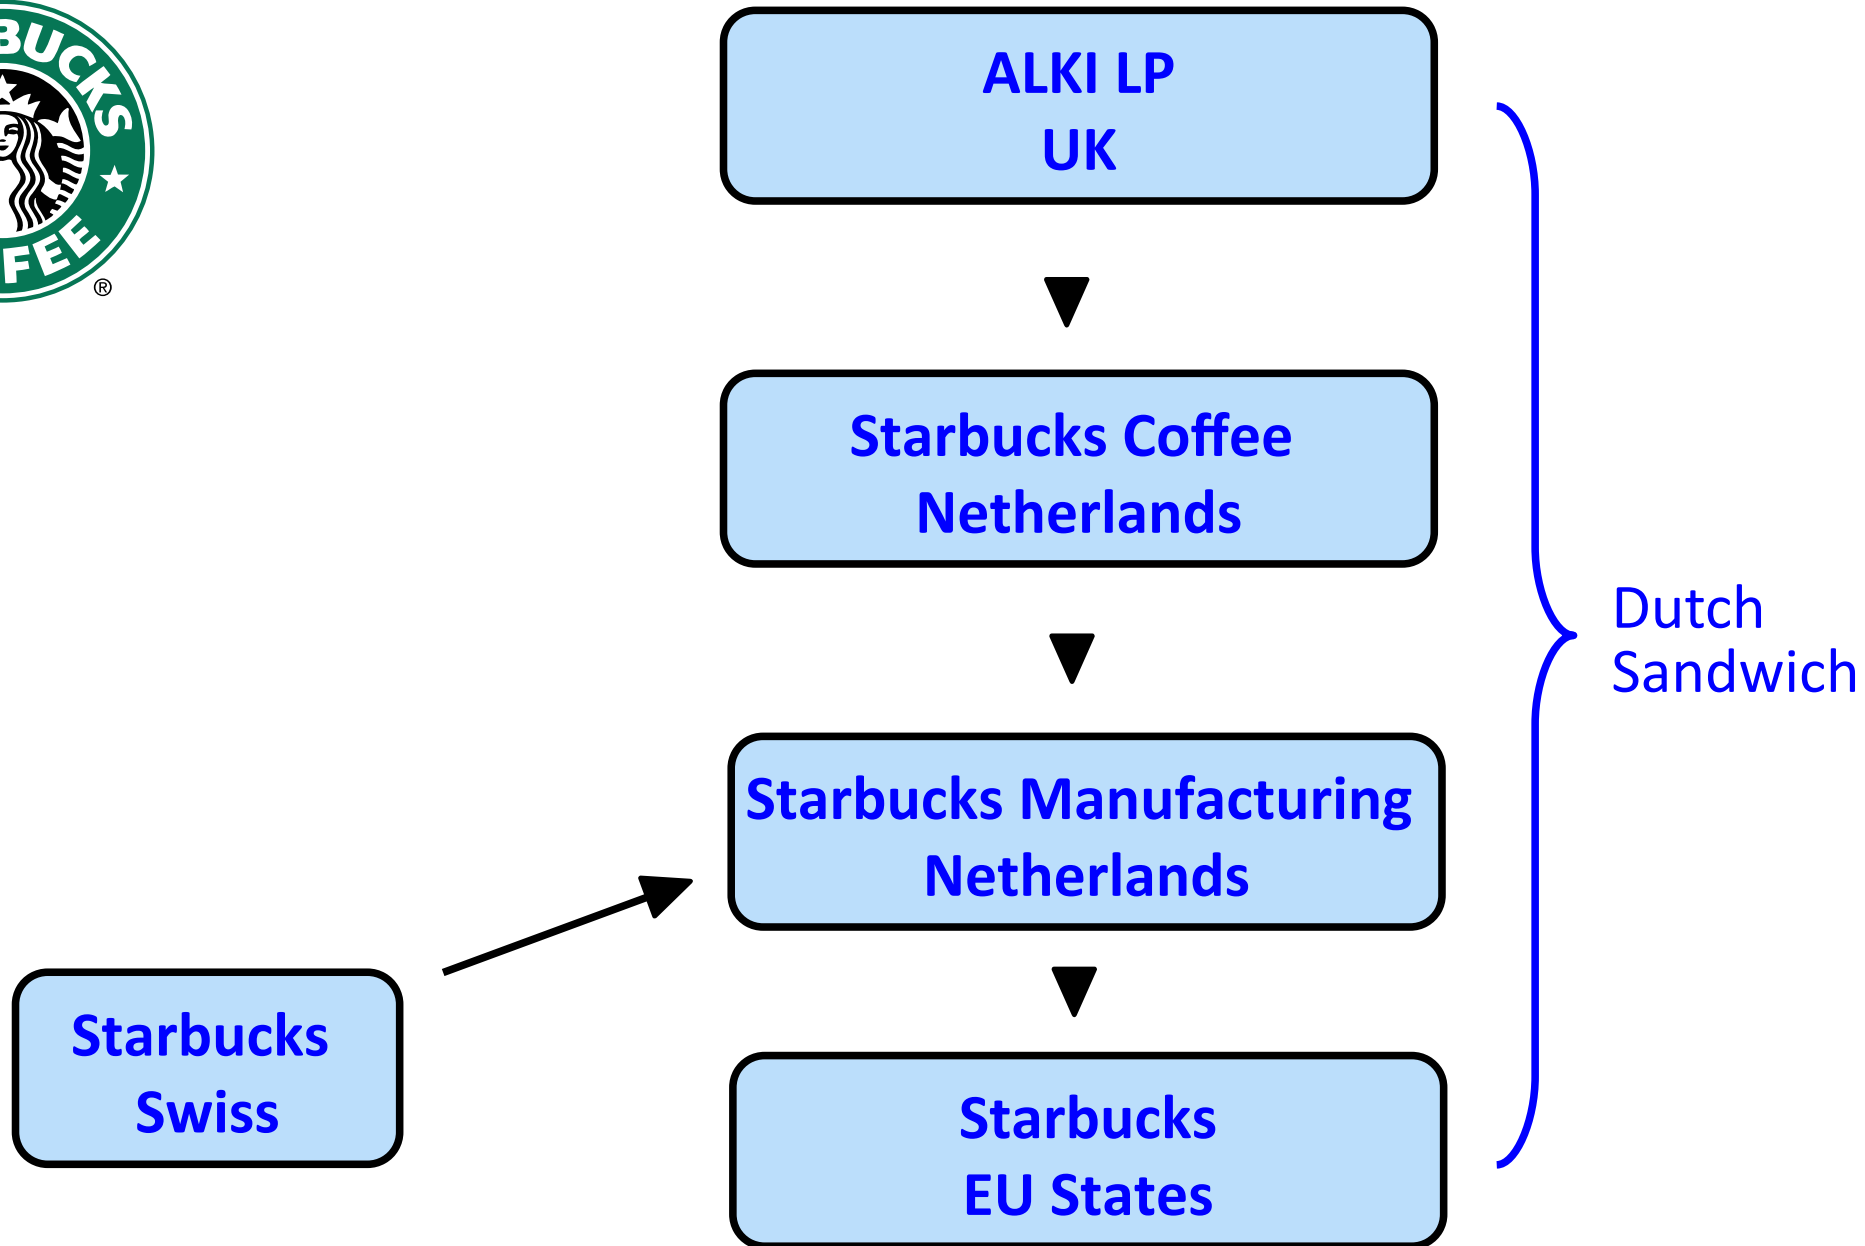 BUCKS
FEE
®
ALKI LP
UK
Starbucks Coffee
Netherlands
Dutch
Sandwich
Starbucks Manufacturing
Netherlands
Starbucks
Swiss
Starbucks
EU States